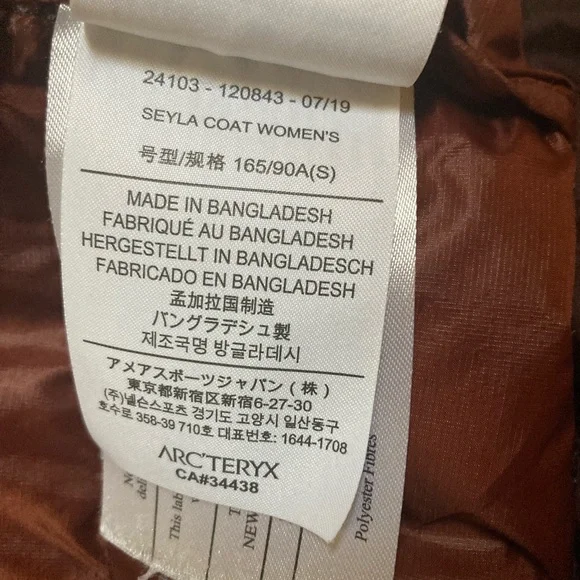 24103 - 120843 - 07/19
SEYLA COAT WOMEN'S
号型/规格 165/90A(S)
MADE IN BANGLADESH
FABRIQUÉ AU BANGLADESH
HERGESTELLT IN BANGLADESCH
FABRICADO EN BANGLADESH
孟加拉国制造
バングラデシュ製
제조국명 방글라데시
アメアスポーツジャパン (株)
東京都新宿区新宿6-27-30
(주)넬슨스포츠 경기도 고양시 일산동구
호수로 358-39 710호 대표번호: 1644-1708
ARC'TERYX
CA#34438
This lab
NEW
Polyester Fibres